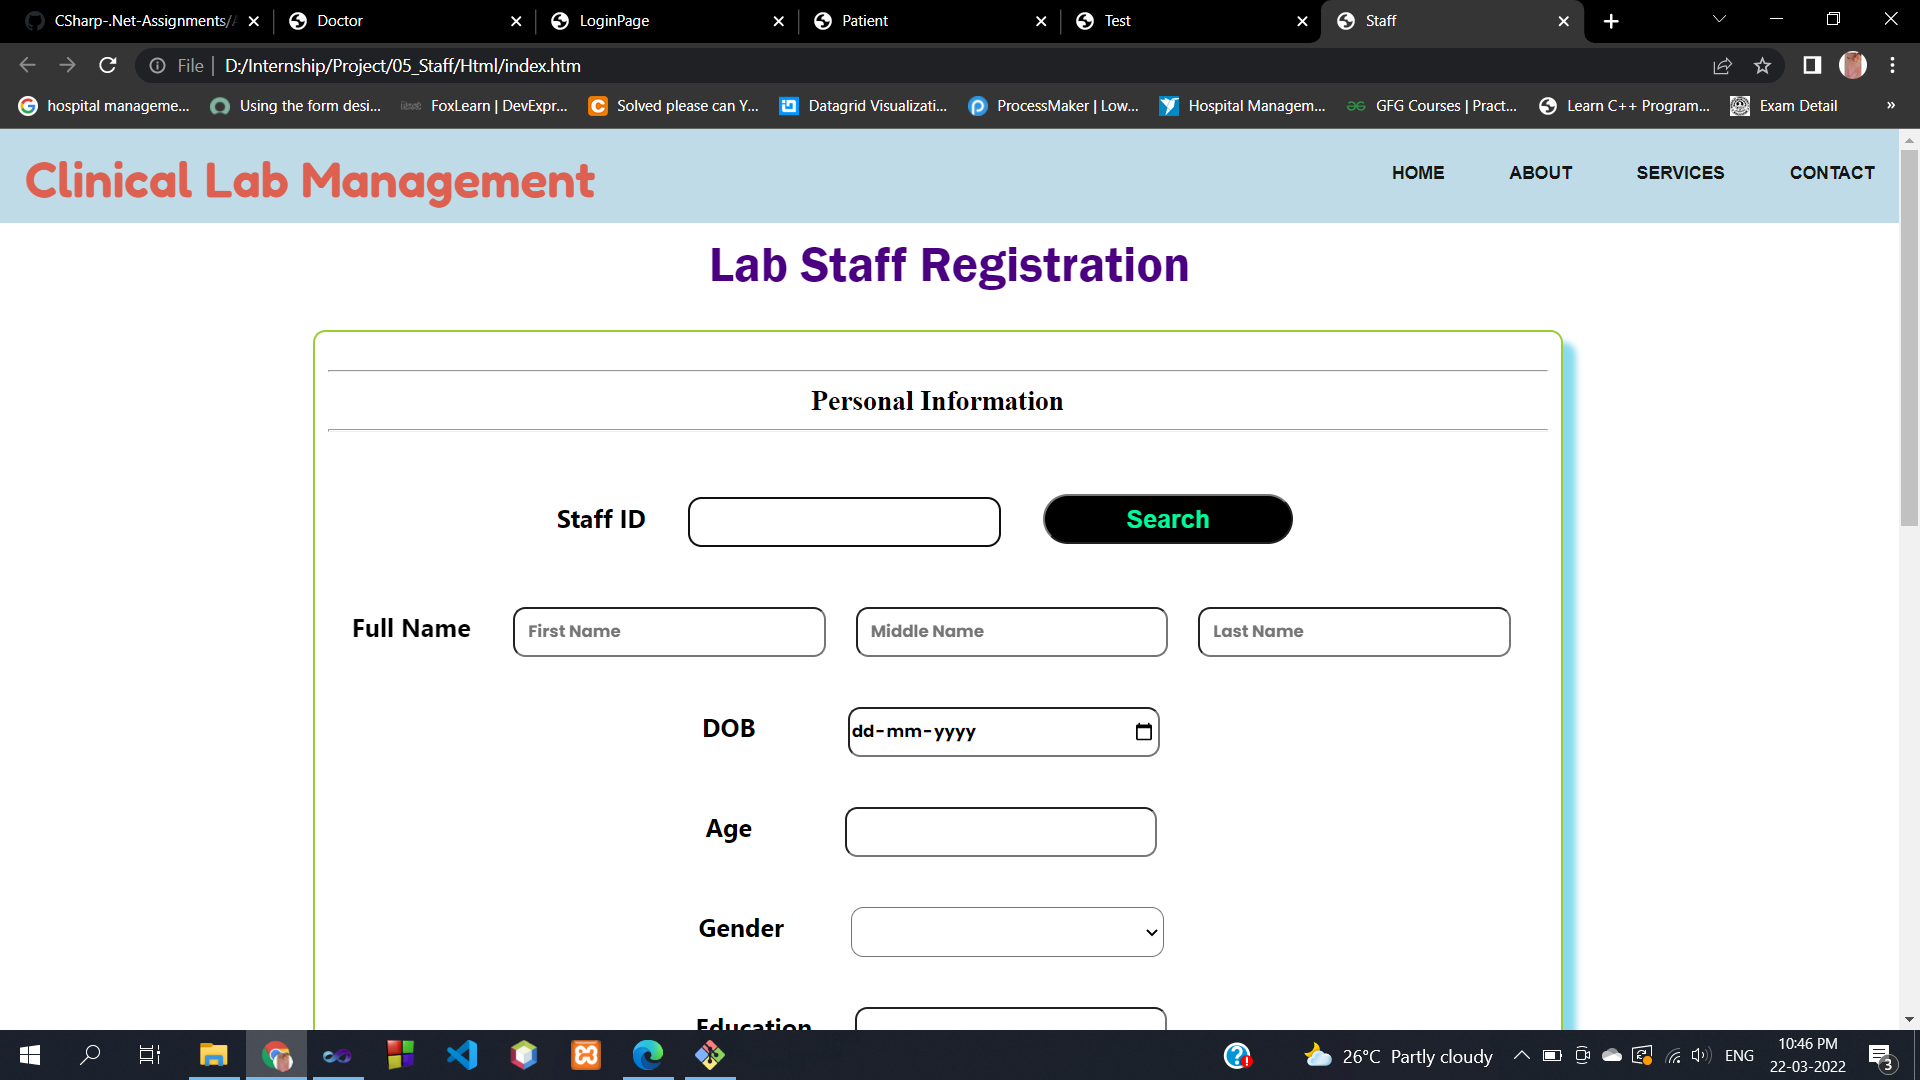 CSharp-.Net-Assignments/
Doctor
LoginPage
Patient
Test
Staff
File
D:/Internship/Project/05_Staff/Html/index.htm
hospital manageme...
Using the form desi...
FoxLearn | DevExpr...
Solved please can Y...
Datagrid Visualizati...
ProcessMaker | Low...
Hospital Managem...
GFG Courses | Pract...
Learn C++ Program...
Exam Detail
»
Clinical Lab Management
HOME
ABOUT
SERVICES
CONTACT
Lab Staff Registration
Personal Information
Staff ID
Search
Full Name
First Name
Middle Name
Last Name
DOB
dd-mm-yyyy
Age
Gender
Education
26°C Partly cloudy
ENG
10:46 PM
22-03-2022
3